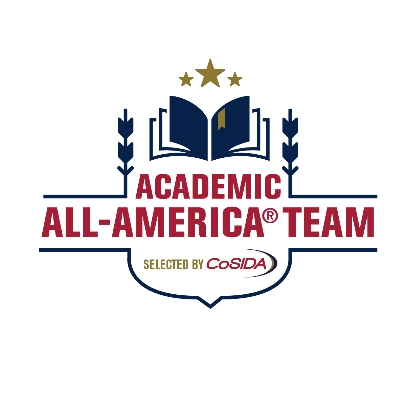 ACADEMIC
ALL-AMERICA® TEAM
SELECTED BY CoSIDA